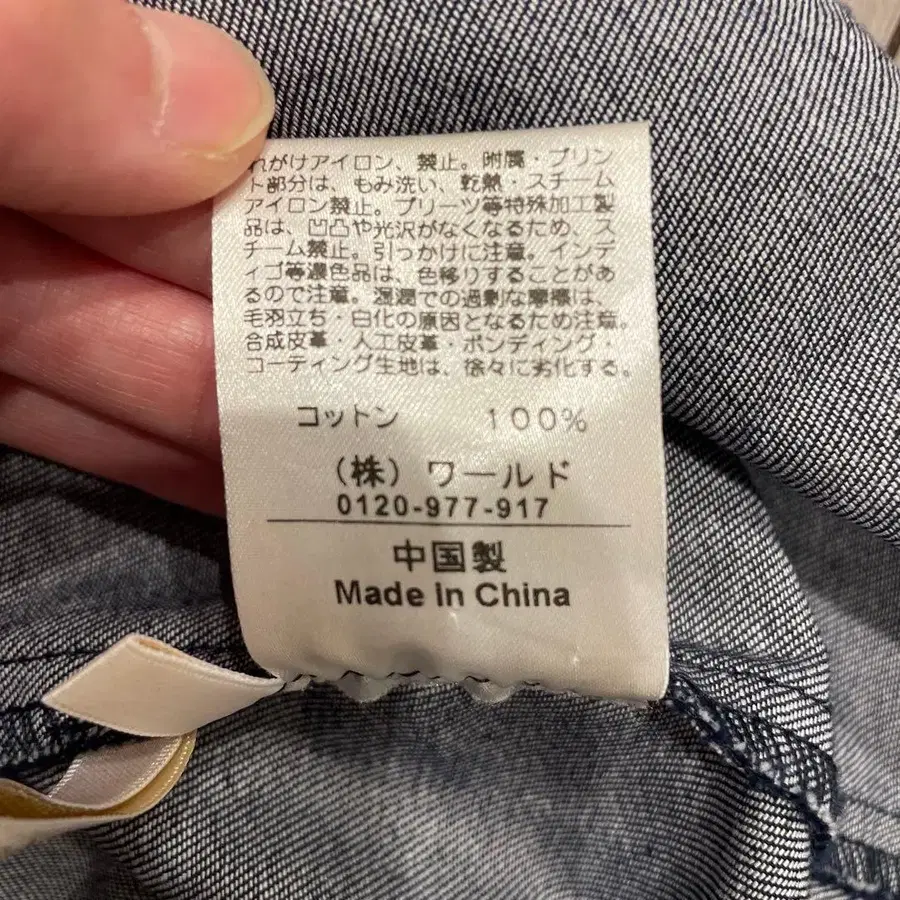 れがけアイロン、禁止。附属・プリン
ト部分は、もみ洗い、乾熱・スチーム
アイロン禁止。プリーツ等特殊加工製
品は、凹凸や光沢がなくなるため、ス
チーム禁止。引っかけに注意。インデ
ィゴ等濃色品は、色移りすることがあ
るので注意。湿潤での過剰な摩擦は、
毛羽立ち・白化の原因となるため注意。
合成皮革・人工皮革・ボンディング・
コーティング生地は、徐々に劣化する。
コットン 100%
（株）ワールド
0120-977-917
中国製
Made In China